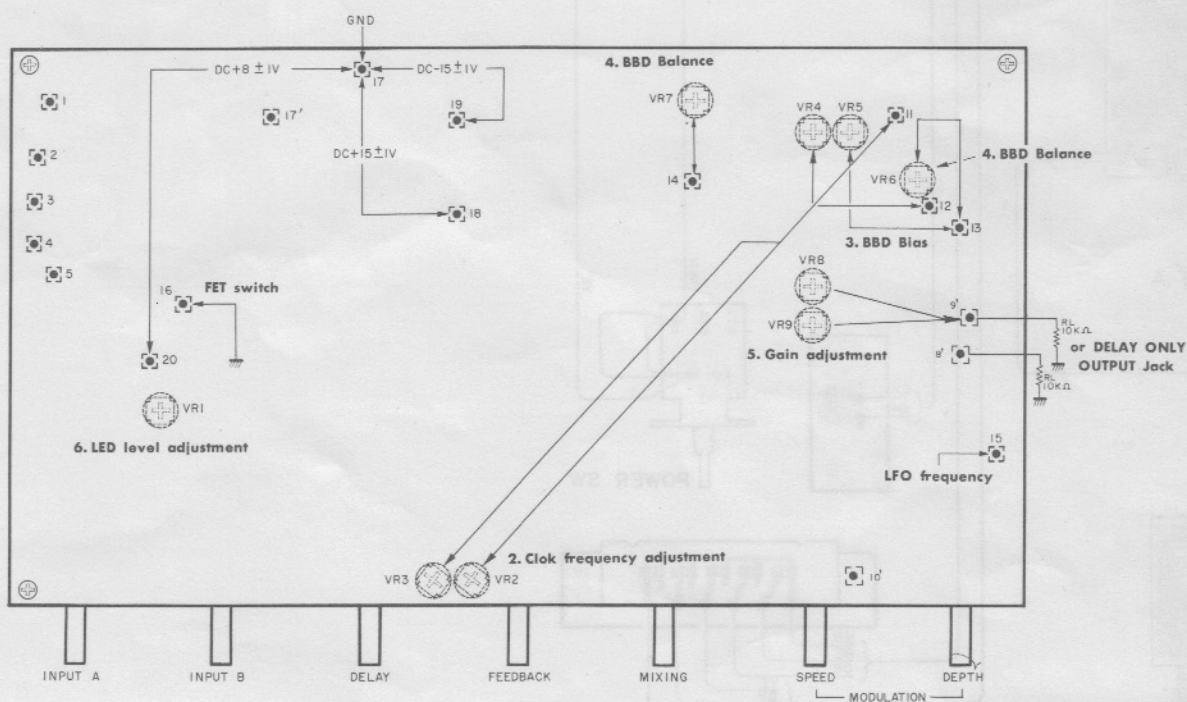 GND
DC+8±1V
DC-15±1V
17
1
17'
19
4. BBD Balance
VR7
VR4
VR5
11
2
DC+15±1V
14
VR6
4. BBD Balance
3
12
4
18
13
3. BBD Bias
5
16
FET switch
VR8
9'
VR9
RL
10KΩ
or DELAY ONLY
OUTPUT Jack
5. Gain adjustment
8'
RL
10KΩ
20
VR1
6. LED level adjustment
15
LFO frequency
2. Clok frequency adjustment
VR3
VR2
10'
INPUT A
INPUT B
DELAY
FEEDBACK
MIXING
SPEED
DEPTH
MODULATION
POWER SW